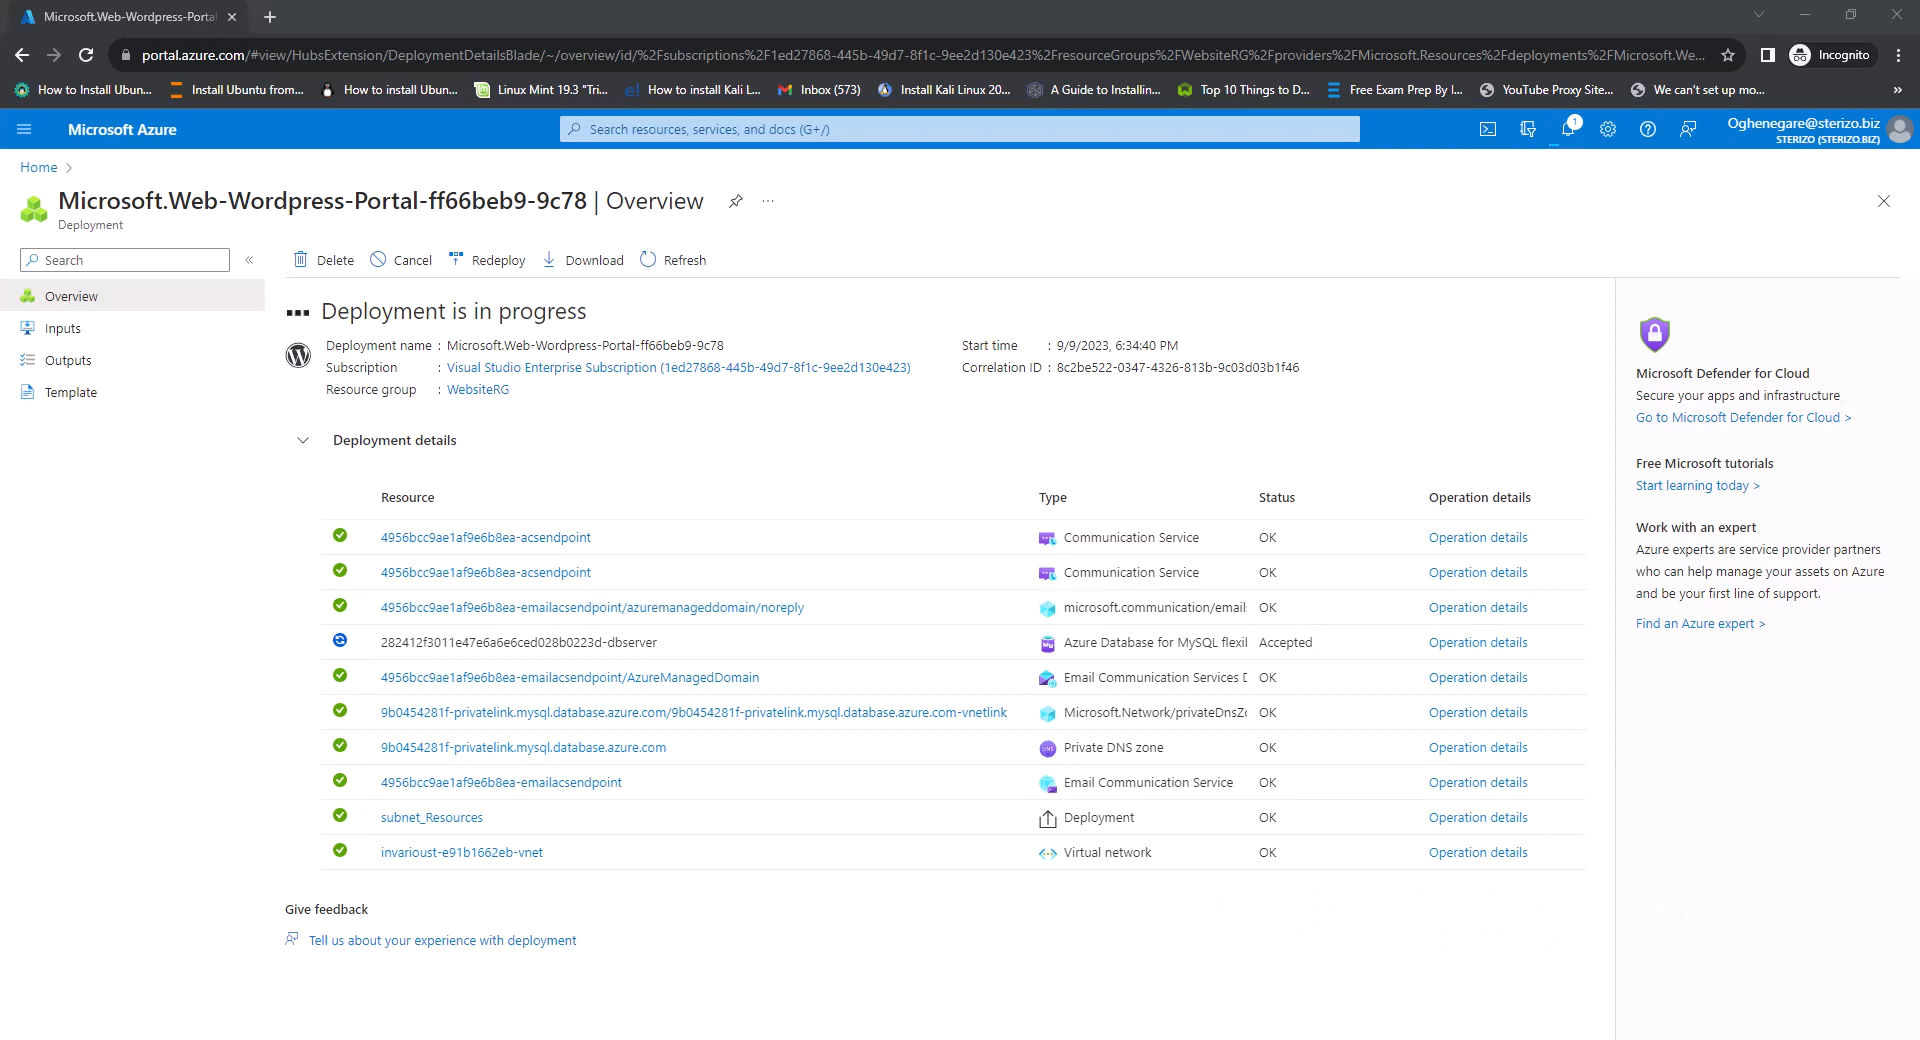 Microsoft.Web-Wordpress-Porta
portal.azure.com/#view/HubsExtension/DeploymentDetailsBlade/~/overview/id/%2Fsubscriptions%2F1ed27868-445b-49d7-8f1c-9ee2d130e423%2FresourceGroups%2FWebsiteRG%2Fproviders%2FMicrosoft.Resources%2Fdeployments%2FMicrosoft.We...
Incognito
How to Install Ubun...
Install Ubuntu from...
How to install Ubun...
Linux Mint 19.3 "Tri...
How to install Kali L...
Inbox (573)
Install Kali Linux 20...
A Guide to Installin...
Top 10 Things to D...
Free Exam Prep By I...
YouTube Proxy Site...
We can't set up mo...
»
Microsoft Azure
Search resources, services, and docs (G+/)
1
Oghenegare@sterizo.biz
STERIZO (STERIZO.BIZ)
Home >
Microsoft.Web-Wordpress-Portal-ff66beb9-9c78 | Overview
Deployment
Search
«
Delete
Cancel
Redeploy
Download
Refresh
Overview
Inputs
Outputs
Template
Deployment is in progress
Deployment name : Microsoft.Web-Wordpress-Portal-ff66beb9-9c78
Subscription : Visual Studio Enterprise Subscription (1ed27868-445b-49d7-8f1c-9ee2d130e423)
Resource group : WebsiteRG
Start time : 9/9/2023, 6:34:40 PM
Correlation ID : 8c2be522-0347-4326-813b-9c03d03b1f46
Deployment details
Resource Type Status Operation details
4956bcc9ae1af9e6b8ea-acsendpoint Communication Service OK Operation details
4956bcc9ae1af9e6b8ea-acsendpoint Communication Service OK Operation details
4956bcc9ae1af9e6b8ea-emailacsendpoint/azuremanageddomain/noreply microsoft.communication/email OK Operation details
282412f3011e47e6a6e6ced028b0223d-dbserver Azure Database for MySQL flexil Accepted Operation details
4956bcc9ae1af9e6b8ea-emailacsendpoint/AzureManagedDomain Email Communication Services D OK Operation details
9b0454281f-privatelink.mysql.database.azure.com/9b0454281f-privatelink.mysql.database.azure.com-vnetlink Microsoft.Network/privateDnsZo OK Operation details
9b0454281f-privatelink.mysql.database.azure.com Private DNS zone OK Operation details
4956bcc9ae1af9e6b8ea-emailacsendpoint Email Communication Service OK Operation details
subnet_Resources Deployment OK Operation details
invarioust-e91b1662eb-vnet Virtual network OK Operation details
Give feedback
Tell us about your experience with deployment
Microsoft Defender for Cloud
Secure your apps and infrastructure
Go to Microsoft Defender for Cloud >
Free Microsoft tutorials
Start learning today >
Work with an expert
Azure experts are service provider partners
who can help manage your assets on Azure
and be your first line of support.
Find an Azure expert >